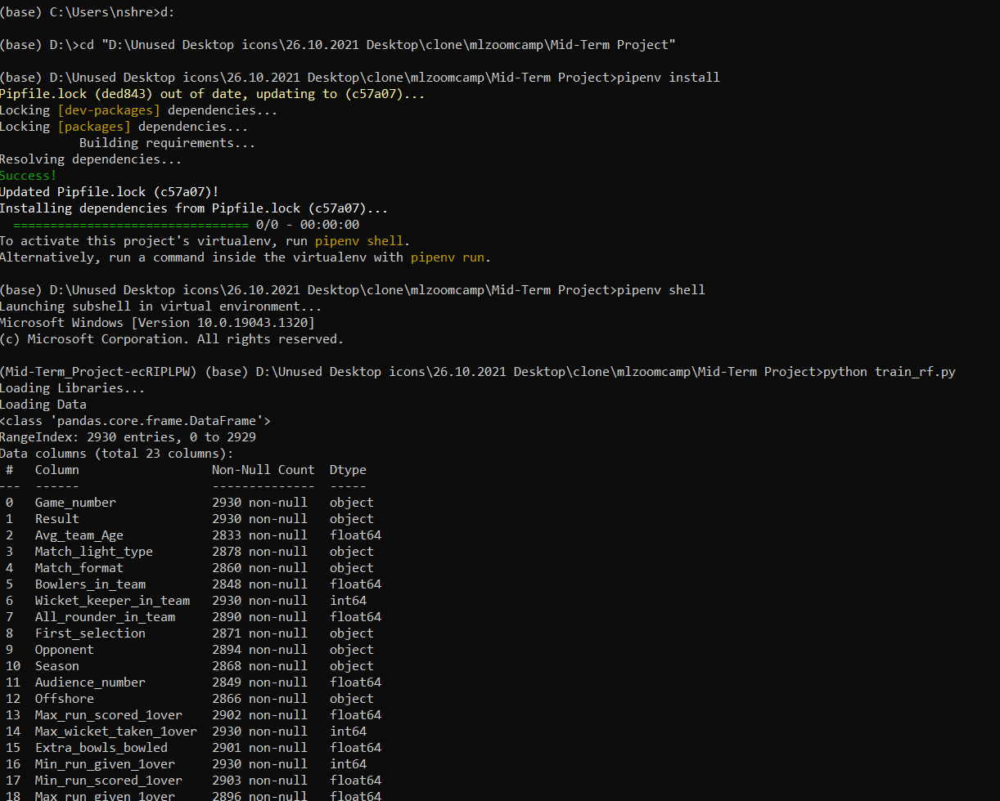 (base) C:\Users\nshre>d:
(base) D:\>cd "D:\Unused Desktop icons\26.10.2021 Desktop\clone\mlzoomcamp\Mid-Term Project"
(base) D:\Unused Desktop icons\26.10.2021 Desktop\clone\mlzoomcamp\Mid-Term Project>pipenv install
Pipfile.lock (ded843) out of date, updating to (c57a07)...
Locking [dev-packages] dependencies...
Locking [packages] dependencies...
Building requirements...
Resolving dependencies...
Success!
Updated Pipfile.lock (c57a07)!
Installing dependencies from Pipfile.lock (c57a07)...
================================ 0/0 - 00:00:00
To activate this project's virtualenv, run pipenv shell.
Alternatively, run a command inside the virtualenv with pipenv run.
(base) D:\Unused Desktop icons\26.10.2021 Desktop\clone\mlzoomcamp\Mid-Term Project>pipenv shell
Launching subshell in virtual environment...
Microsoft Windows [Version 10.0.19043.1320]
(c) Microsoft Corporation. All rights reserved.
(Mid-Term_Project-ecRIPLPW) (base) D:\Unused Desktop icons\26.10.2021 Desktop\clone\mlzoomcamp\Mid-Term Project>python train_rf.py
Loading Libraries...
Loading Data
<class 'pandas.core.frame.DataFrame'>
RangeIndex: 2930 entries, 0 to 2929
Data columns (total 23 columns):
# Column Non-Null Count Dtype
--- ------ -------------- -----
0 Game_number 2930 non-null object
1 Result 2930 non-null object
2 Avg_team_Age 2833 non-null float64
3 Match_light_type 2878 non-null object
4 Match_format 2860 non-null object
5 Bowlers_in_team 2848 non-null float64
6 Wicket_keeper_in_team 2930 non-null int64
7 All_rounder_in_team 2890 non-null float64
8 First_selection 2871 non-null object
9 Opponent 2894 non-null object
10 Season 2868 non-null object
11 Audience_number 2849 non-null float64
12 Offshore 2866 non-null object
13 Max_run_scored_1over 2902 non-null float64
14 Max_wicket_taken_1over 2930 non-null int64
15 Extra_bowls_bowled 2901 non-null float64
16 Min_run_given_1over 2930 non-null int64
17 Min_run_scored_1over 2903 non-null float64
18 Max_run_given_1over 2896 non-null float64